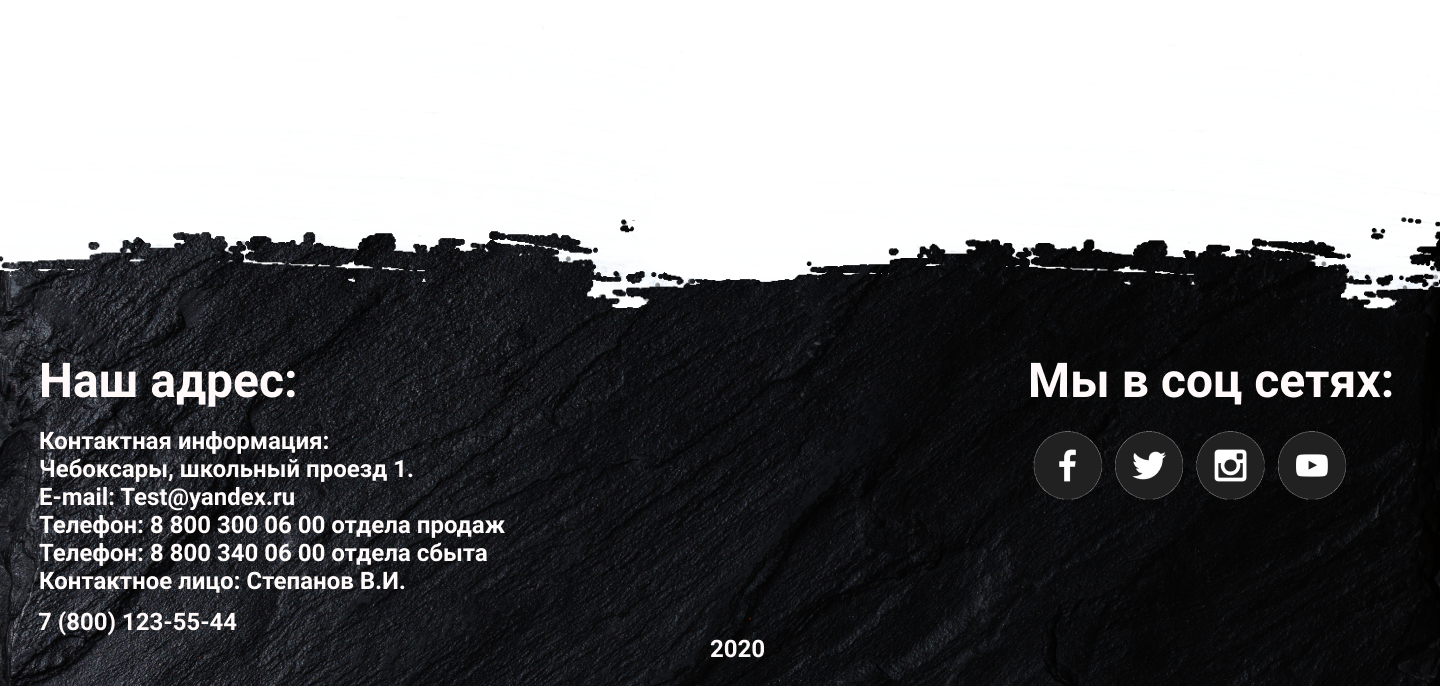 Наш адрес:
Контактная информация:
Чебоксары, школьный проезд 1.
E-mail: Test@yandex.ru
Телефон: 8 800 300 06 00 отдела продаж
Телефон: 8 800 340 06 00 отдела сбыта
Контактное лицо: Степанов В.И.
7 (800) 123-55-44
Мы в соц сетях:
2020